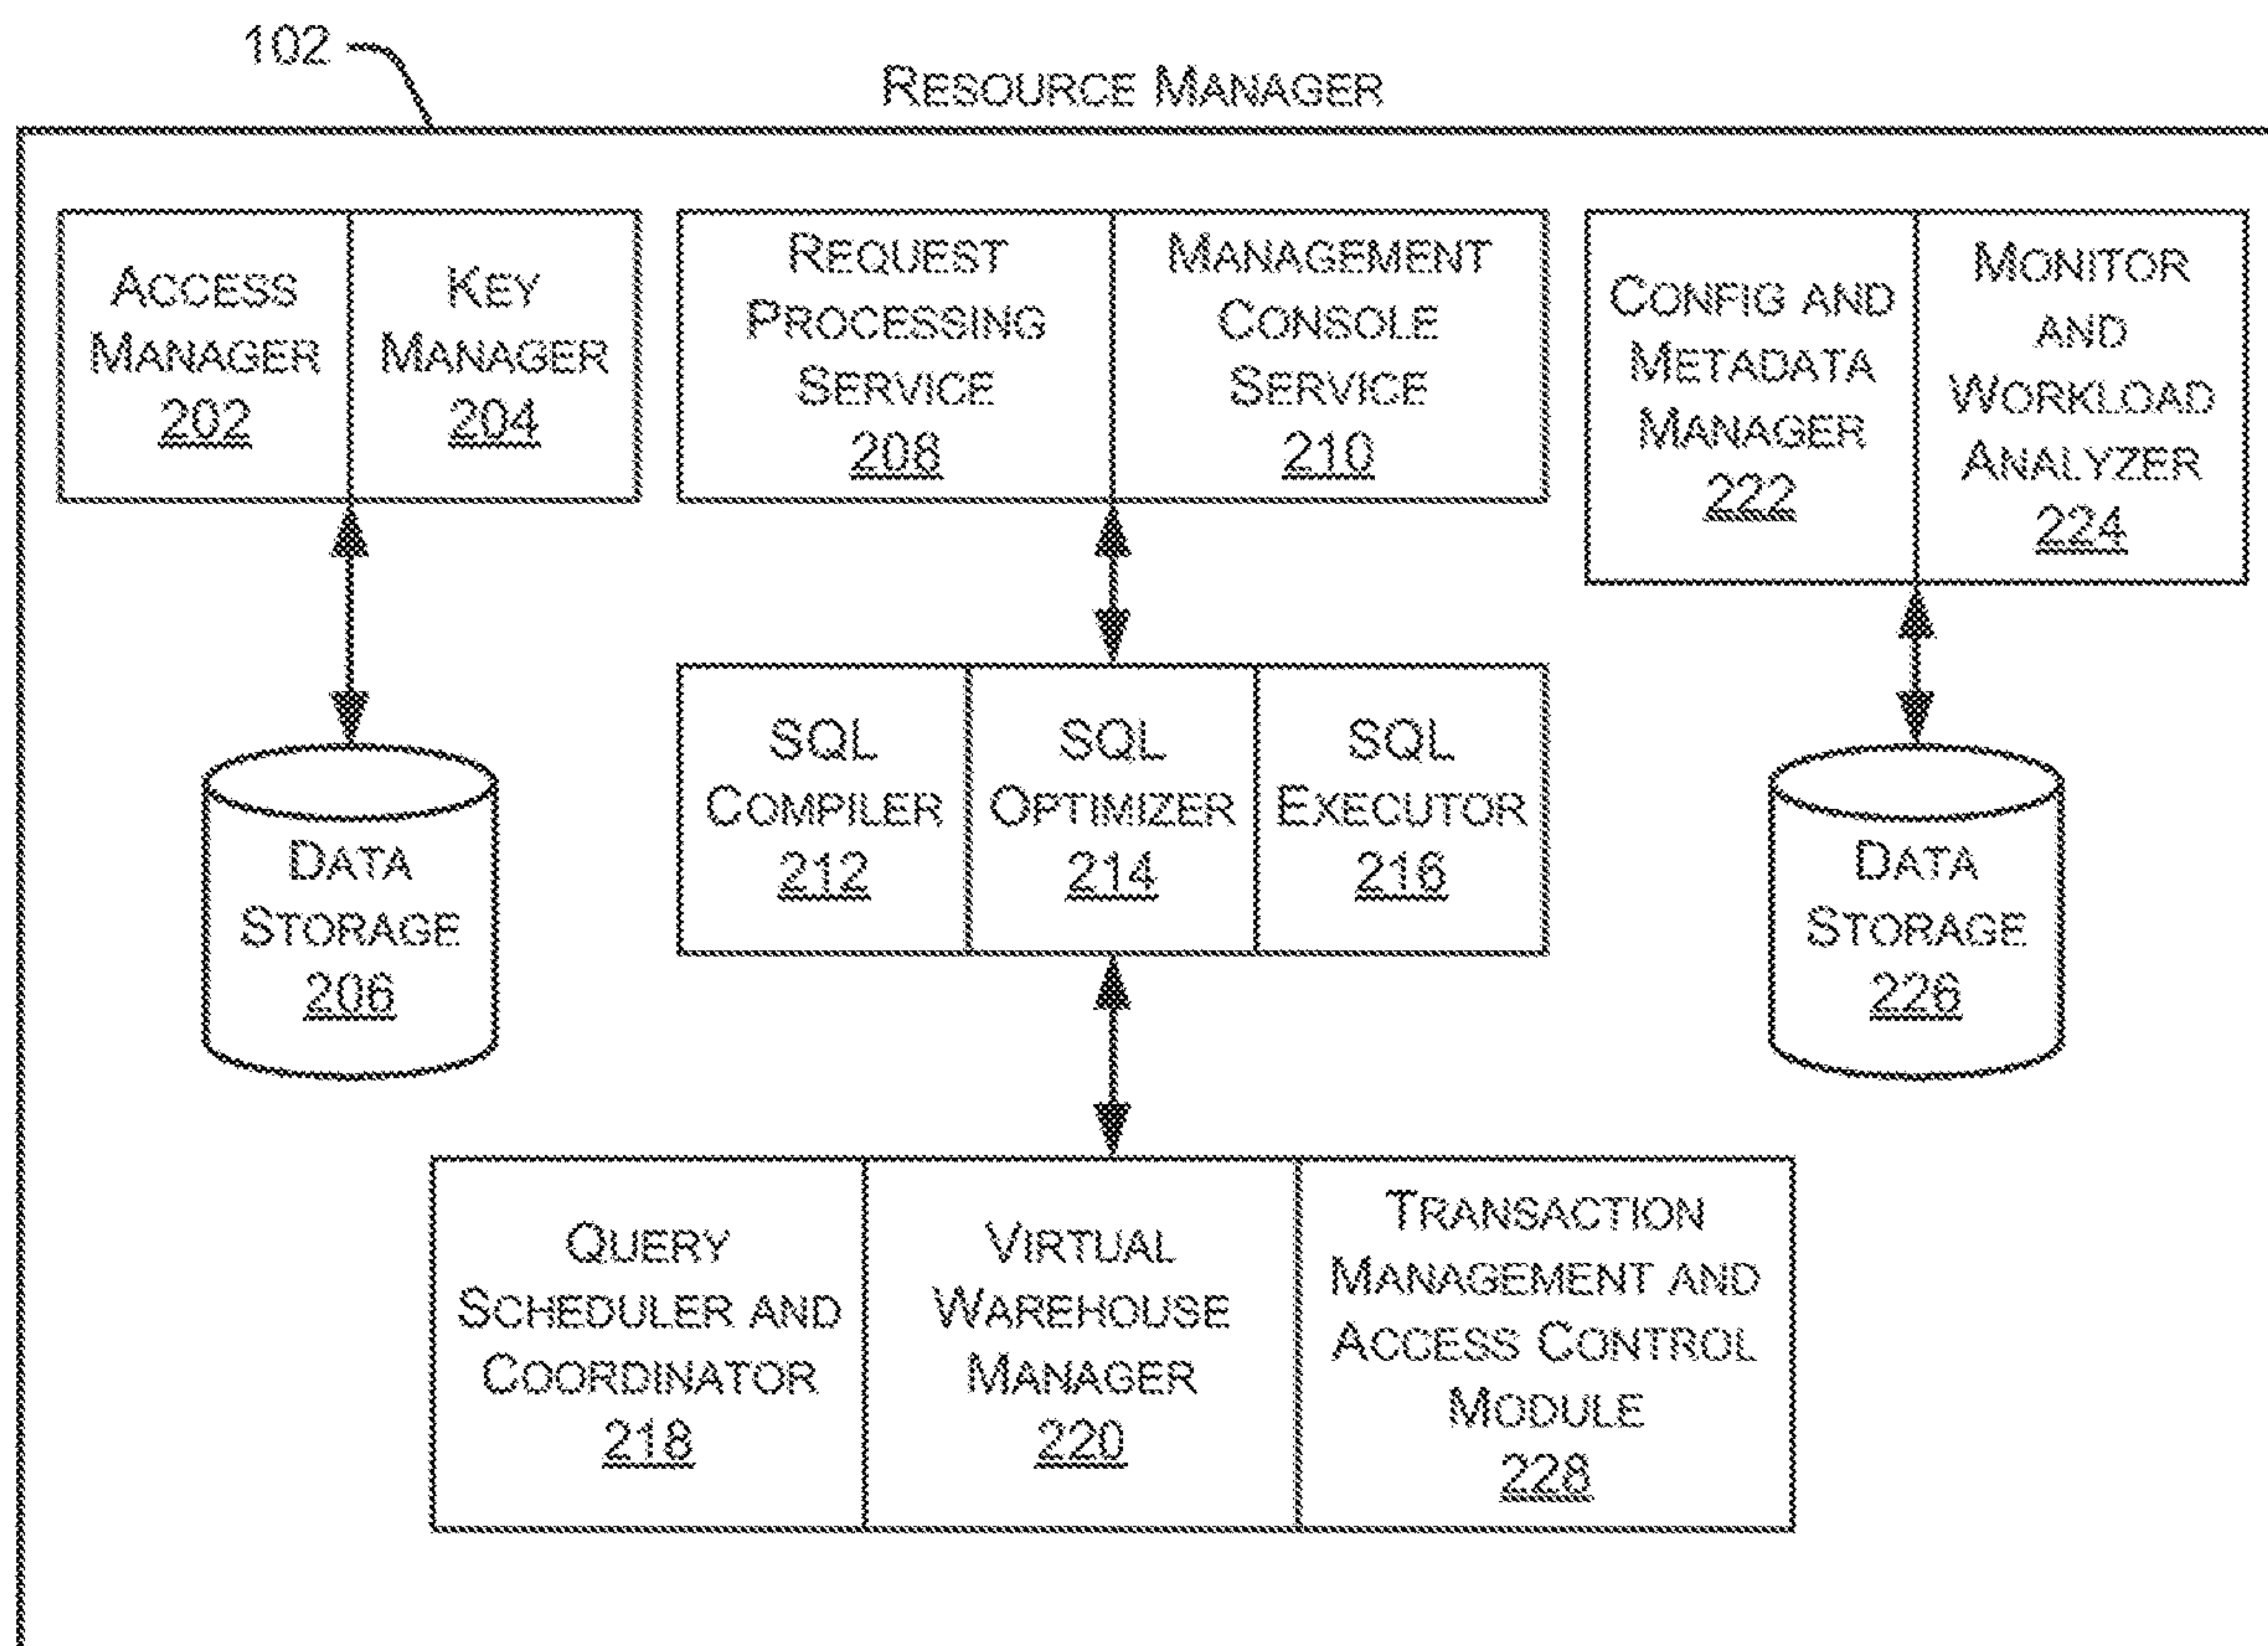 102
RESOURCE MANAGER
ACCESS
MANAGER
202
KEY
MANAGER
204
REQUEST
PROCESSING
SERVICE
208
MANAGEMENT
CONSOLE
SERVICE
210
CONFIG AND
METADATA
MANAGER
222
MONITOR
AND
WORKLOAD
ANALYZER
224
SQL
COMPILER
212
SQL
OPTIMIZER
214
SQL
EXECUTOR
216
DATA
STORAGE
206
DATA
STORAGE
226
QUERY
SCHEDULER AND
COORDINATOR
218
VIRTUAL
WAREHOUSE
MANAGER
220
TRANSACTION
MANAGEMENT AND
ACCESS CONTROL
MODULE
228